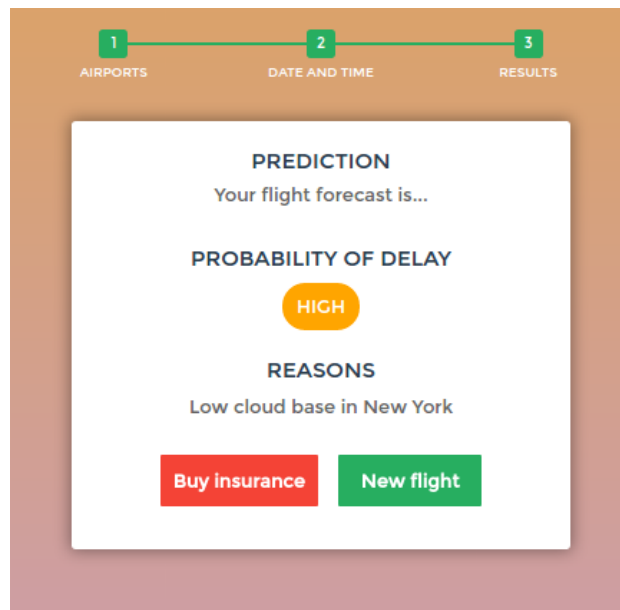 1 2 3
AIRPORTS DATE AND TIME RESULTS
PREDICTION
Your flight forecast is...
PROBABILITY OF DELAY
HIGH
REASONS
Low cloud base in New York
Buy insurance New flight